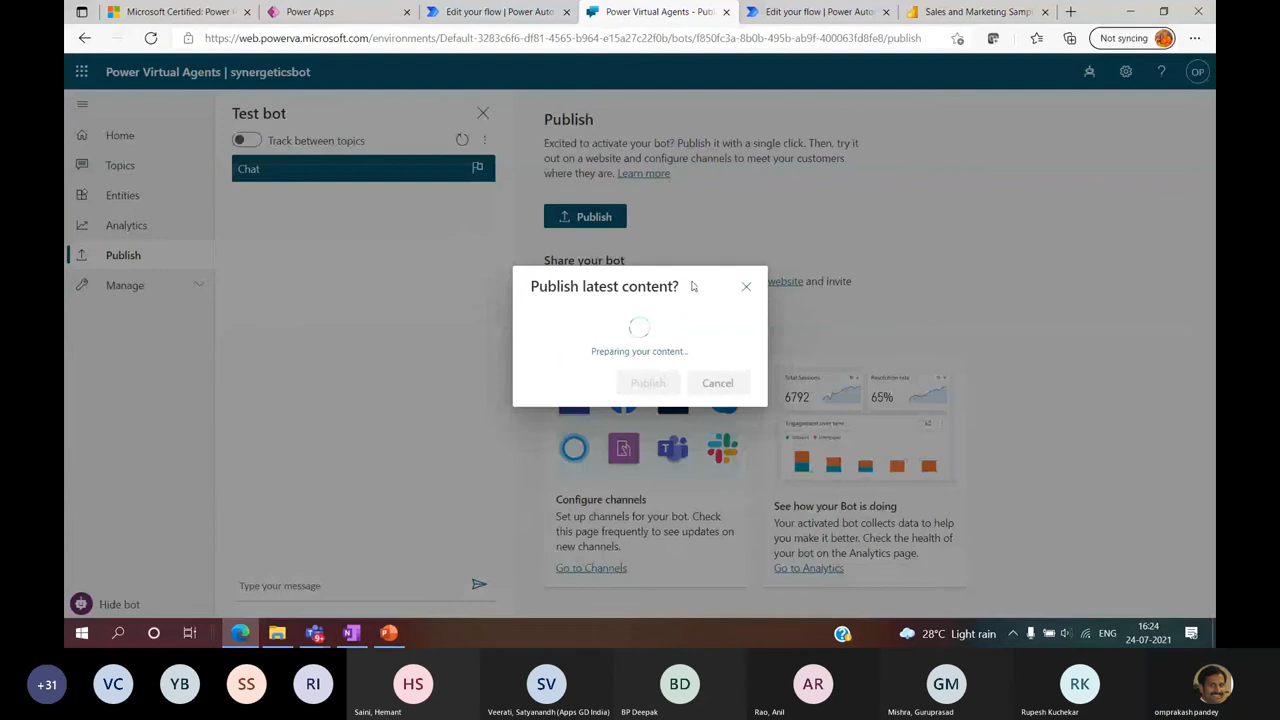 Microsoft Certified: Power
Power Apps
Edit your flow | Power Auto
Power Virtual Agents - Publ
Edit your flow | Power Auto
Sales and Marketing Samp
https://web.powerva.microsoft.com/environments/Default-3283c6f6-df81-4565-b964-e15a27c22f0b/bots/f850fc3a-8b0b-495b-ab9f-400063fd8fe8/publish
Not syncing
Power Virtual Agents | synergeticsbot
OP
Home
Topics
Entities
Analytics
Publish
Manage
Hide bot
Test bot
Track between topics
Chat
Type your message
Publish
Excited to activate your bot? Publish it with a single click. Then, try it
out on a website and configure channels to meet your customers
where they are. Learn more
Publish
Share your bot
website and invite
Publish latest content?
Preparing your content...
Publish
Cancel
Configure channels
Set up channels for your bot. Check
this page frequently to see updates on
new channels.
Go to Channels
Total Sessions
6792
Resolution rate
65%
Engagement over time
See how your Bot is doing
Your activated bot collects data to help
you make it better. Check the health of
your bot on the Analytics page.
Go to Analytics
28°C Light rain
ENG
16:24
24-07-2021
+31
VC
YB
SS
RI
HS
SV
BD
AR
GM
RK
Saini, Hemant
Veerati, Satyanandh (Apps GD India)
BP Deepak
Rao, Anil
Mishra, Guruprasad
Rupesh Kuchekar
omprakash pandey